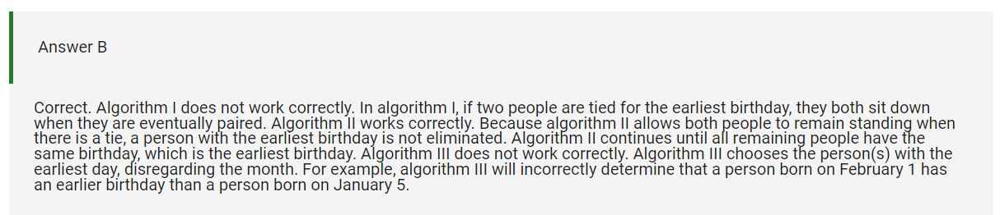 Answer B
Correct. Algorithm I does not work correctly. In algorithm I, if two people are tied for the earliest birthday, they both sit down
when they are eventually paired. Algorithm II works correctly. Because algorithm II allows both people to remain standing when
there is a tie, a person with the earliest birthday is not eliminated. Algorithm II continues until all remaining people have the
same birthday, which is the earliest birthday. Algorithm III does not work correctly. Algorithm III chooses the person(s) with the
earliest day, disregarding the month. For example, algorithm III will incorrectly determine that a person born on February 1 has
an earlier birthday than a person born on January 5.